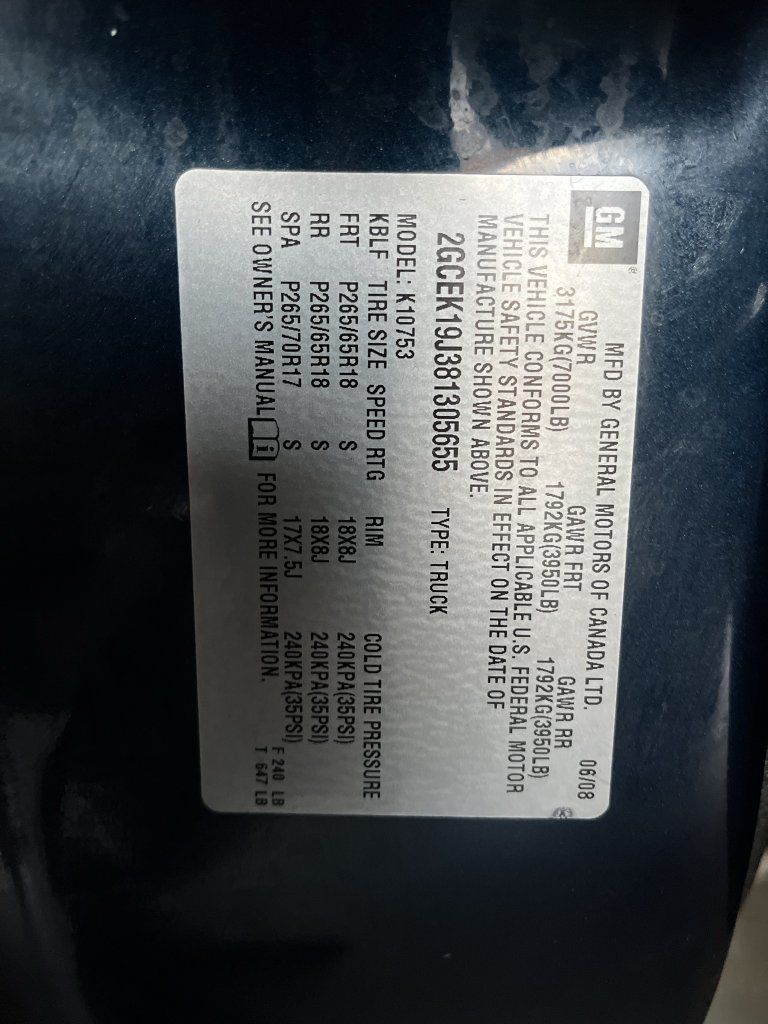 GM ®
MFD BY GENERAL MOTORS OF CANADA LTD. 06/08
GVWR GAWR FRT GAWR RR
3175KG(7000LB) 1792KG(3950LB) 1792KG(3950LB)
THIS VEHICLE CONFORMS TO ALL APPLICABLE U.S. FEDERAL MOTOR
VEHICLE SAFETY STANDARDS IN EFFECT ON THE DATE OF
MANUFACTURE SHOWN ABOVE.
2GCEK19J381305655 TYPE: TRUCK
MODEL: K10753
KBLF TIRE SIZE SPEED RTG RIM COLD TIRE PRESSURE
FRT P265/65R18 S 18X8J 240KPA(35PSI)
RR P265/65R18 S 18X8J 240KPA(35PSI)
SPA P265/70R17 S 17X7.5J 240KPA(35PSI)
SEE OWNER'S MANUAL FOR MORE INFORMATION.
F 240 LB
T 647 LB